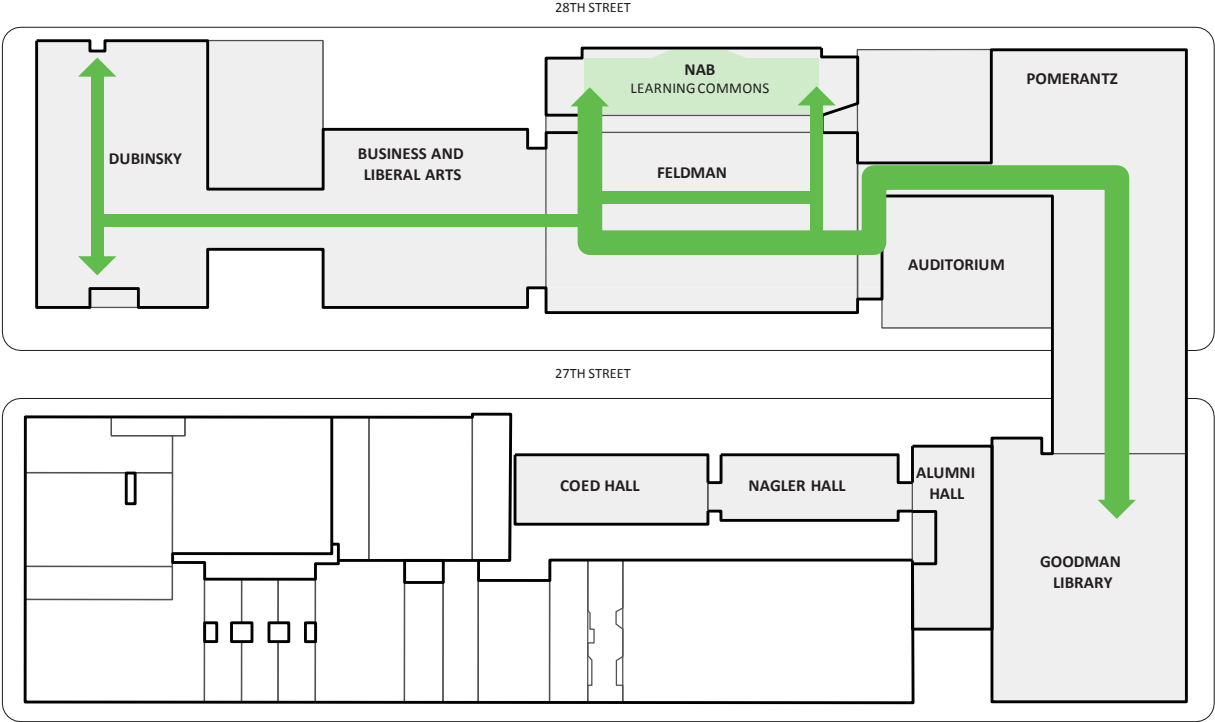 28TH STREET
NAB
LEARNING COMMONS
POMERANTZ
DUBINSKY
BUSINESS AND
LIBERAL ARTS
FELDMAN
AUDITORIUM
27TH STREET
COED HALL
NAGLER HALL
ALUMNI
HALL
GOODMAN
LIBRARY